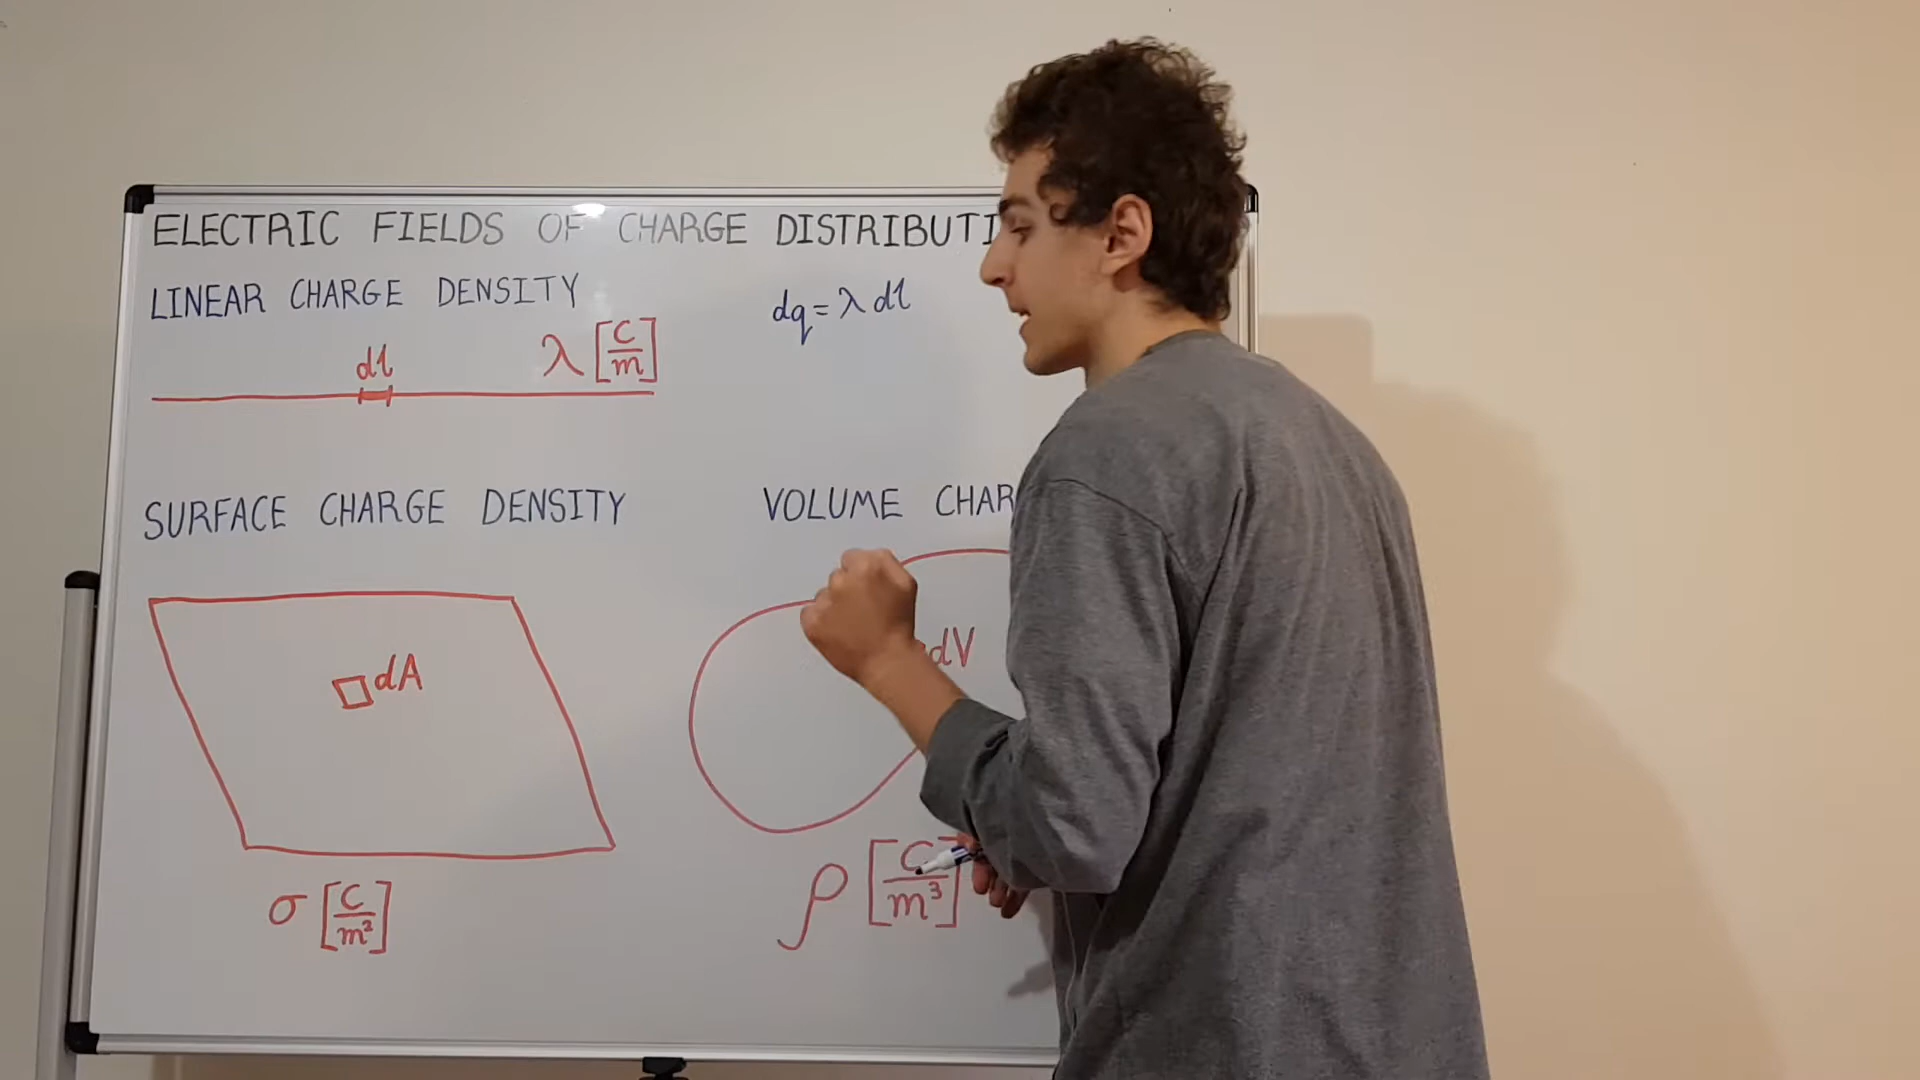 ELECTRIC FIELDS OF CHARGE DISTRIBUTI
LINEAR CHARGE DENSITY
dq = λ dl
dl
λ [C/m]
SURFACE CHARGE DENSITY
VOLUME CHAR
dA
dV
σ [C/m²]
ρ [C/m³]